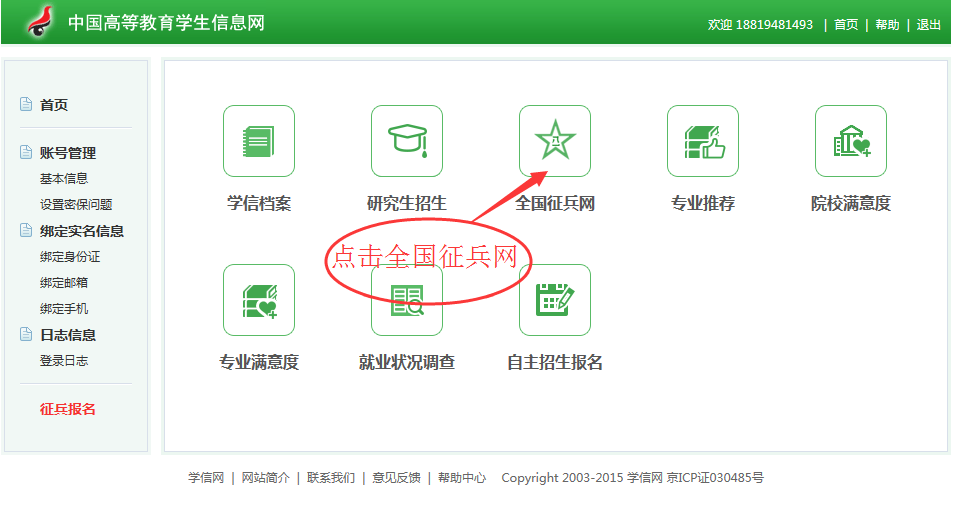 中国高等教育学生信息网
欢迎 18819481493 | 首页 | 帮助 | 退出
首页
账号管理
基本信息
设置密保问题
绑定实名信息
绑定身份证
绑定邮箱
绑定手机
日志信息
登录日志
征兵报名
学信档案
研究生招生
全国征兵网
专业推荐
院校满意度
点击全国征兵网
专业满意度
就业状况调查
自主招生报名
学信网 | 网站简介 | 联系我们 | 意见反馈 | 帮助中心 Copyright 2003-2015 学信网 京ICP证030485号